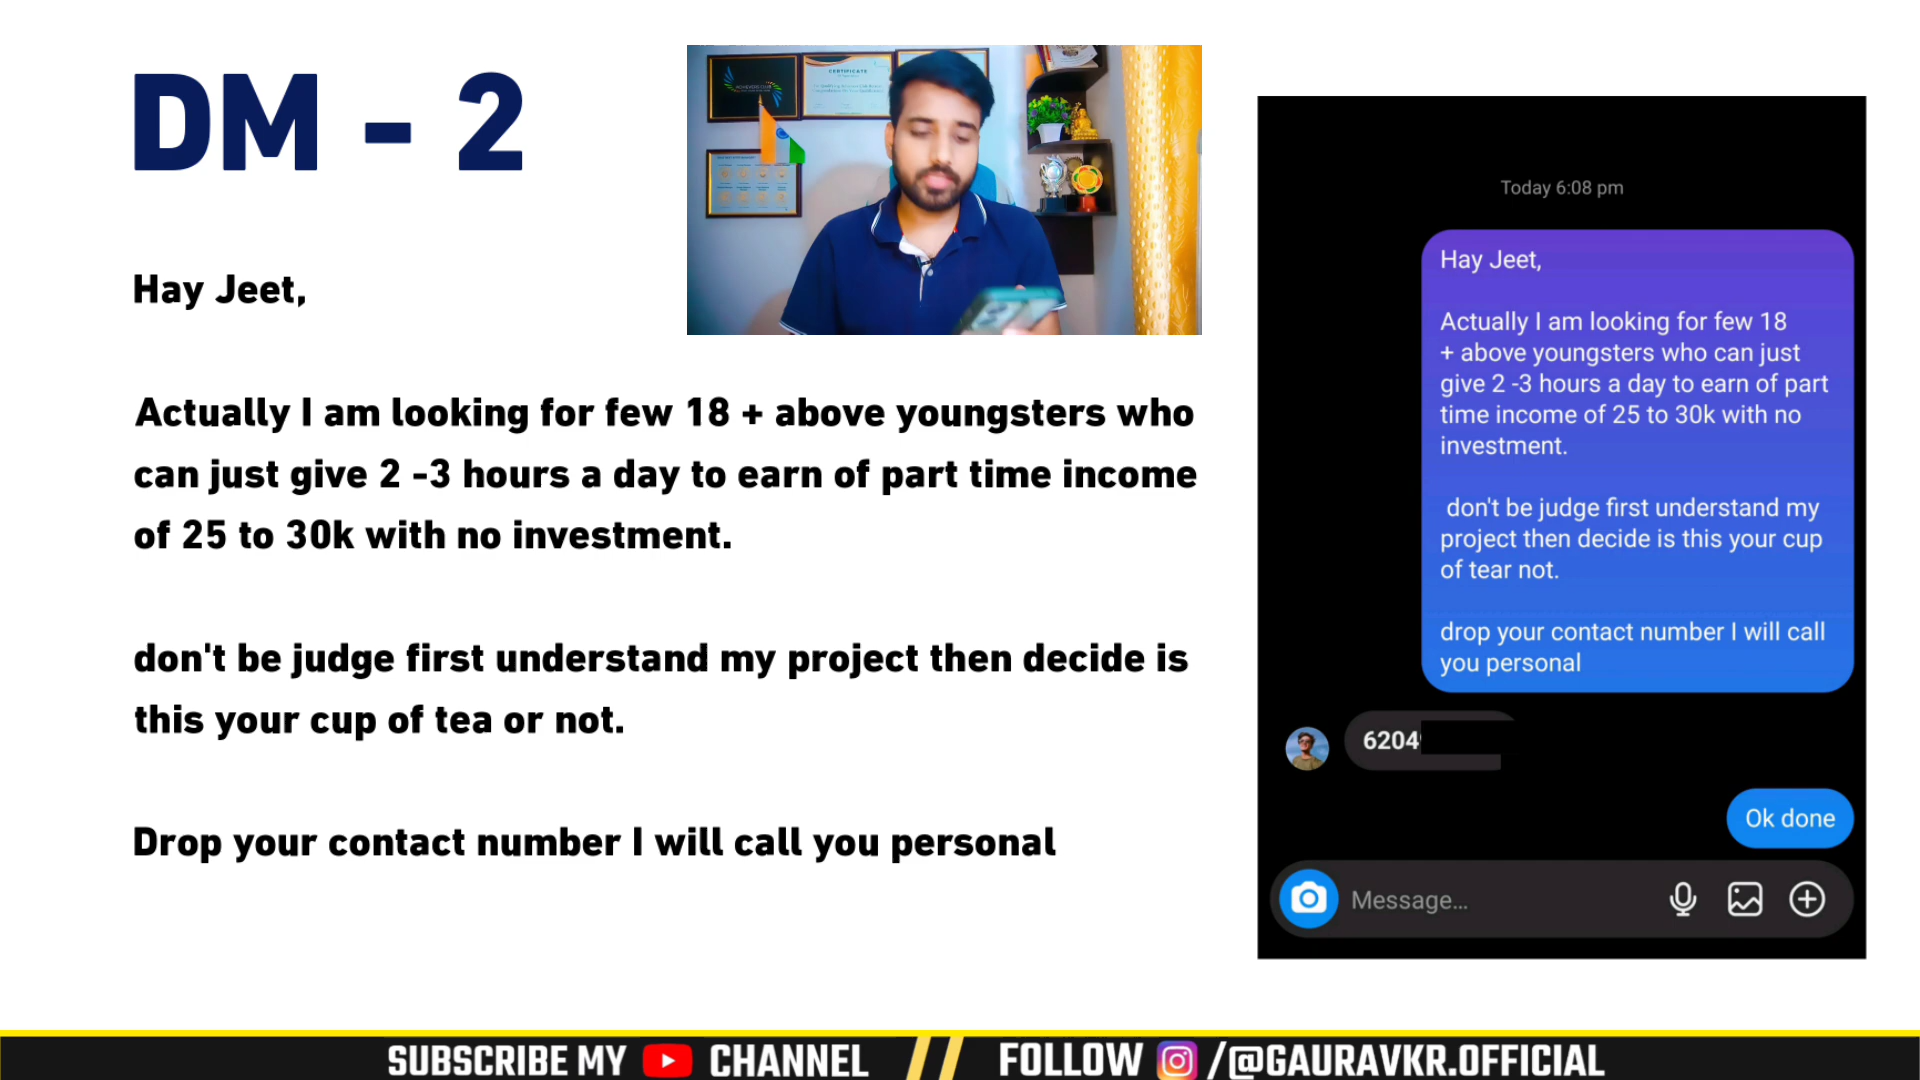 DM - 2
Hay Jeet,
Actually I am looking for few 18 + above youngsters who
can just give 2 -3 hours a day to earn of part time income
of 25 to 30k with no investment.
don't be judge first understand my project then decide is
this your cup of tea or not.
Drop your contact number I will call you personal
CERTIFICATE
Today 6:08 pm
Hay Jeet,
Actually I am looking for few 18
+ above youngsters who can just
give 2 -3 hours a day to earn of part
time income of 25 to 30k with no
investment.
don't be judge first understand my
project then decide is this your cup
of tear not.
drop your contact number I will call
you personal
6204
Ok done
Message...
SUBSCRIBE MY CHANNEL // FOLLOW /@GAURAVKR.OFFICIAL